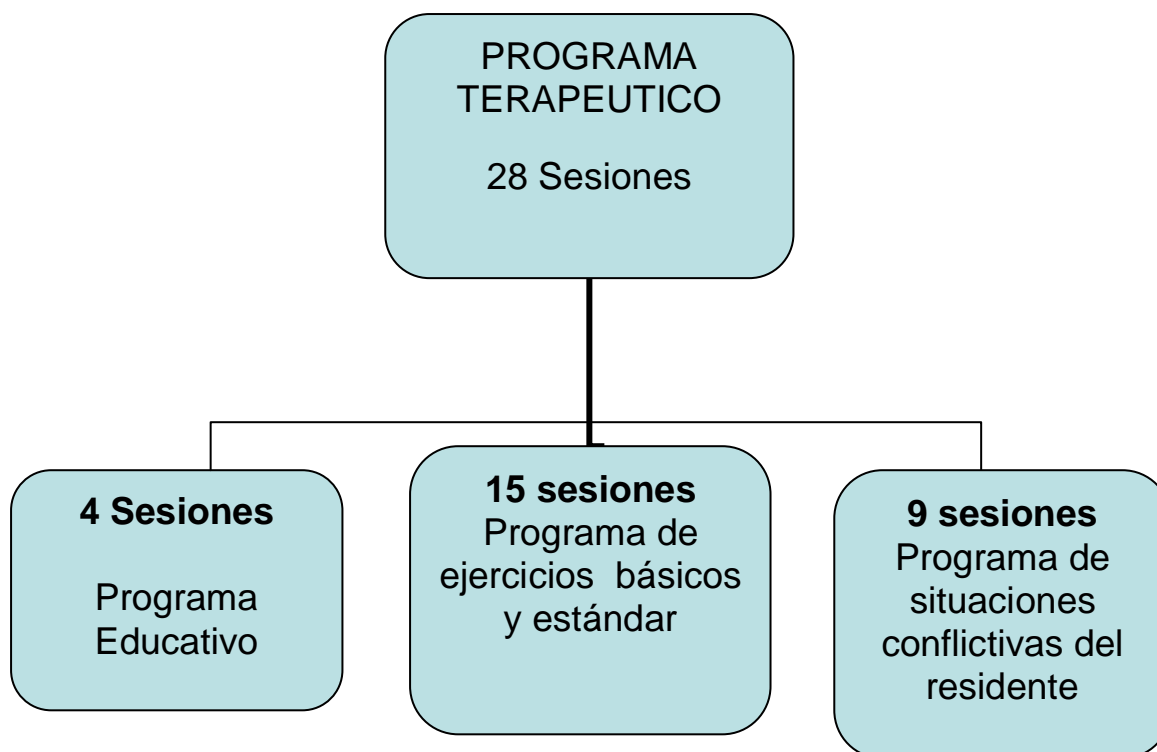 PROGRAMA
TERAPEUTICO
28 Sesiones
4 Sesiones
Programa
Educativo
15 sesiones
Programa de
ejercicios básicos
y estándar
9 sesiones
Programa de
situaciones
conflictivas del
residente